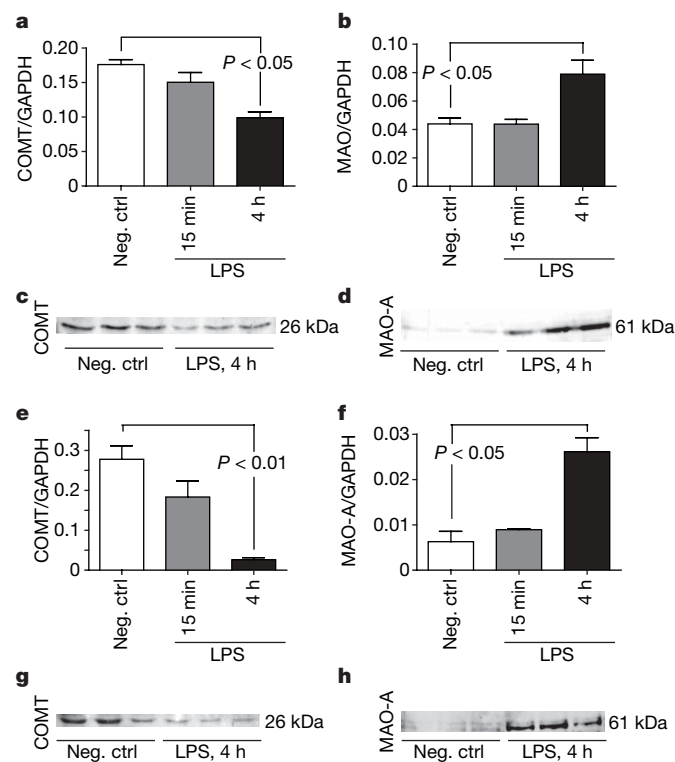 a
0.20
0.15
0.10
0.05
0
COMT/GAPDH
P < 0.05
Neg. ctrl
15 min
4 h
LPS
b
0.10
0.08
0.06
0.04
0.02
0
MAO/GAPDH
P < 0.05
Neg. ctrl
15 min
4 h
LPS
c
COMT
26 kDa
Neg. ctrl
LPS, 4 h
d
MAO-A
61 kDa
Neg. ctrl
LPS, 4 h
e
0.3
0.2
0.1
0
COMT/GAPDH
P < 0.01
Neg. ctrl
15 min
4 h
LPS
f
0.03
0.02
0.01
0
MAO-A/GAPDH
P < 0.05
Neg. ctrl
15 min
4 h
LPS
g
COMT
26 kDa
Neg. ctrl
LPS, 4 h
h
MAO-A
61 kDa
Neg. ctrl
LPS, 4 h